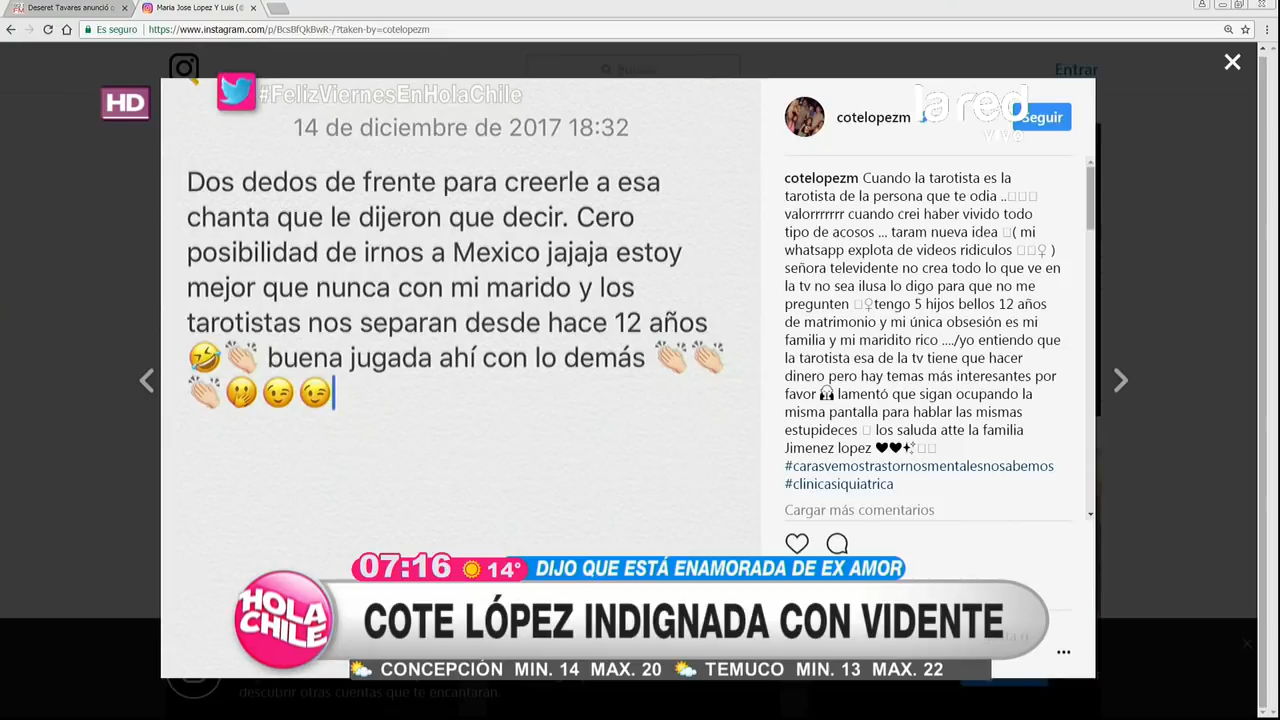 Deseret Tavares anunció q
Maria Jose Lopez Y Luis (@
Es seguro
https://www.instagram.com/p/BcsBfQkBwR-/?taken-by=cotelopezm
Entrar
HD
#FelizViernesEnHolaChile
14 de diciembre de 2017 18:32
Dos dedos de frente para creerle a esa
chanta que le dijeron que decir. Cero
posibilidad de irnos a Mexico jajaja estoy
mejor que nunca con mi marido y los
tarotistas nos separan desde hace 12 años
🤣👏🏻 buena jugada ahí con lo demás 👏🏻👏🏻
👏🏻🤭😉😉
cotelopezm
la red
VIVO
Seguir
cotelopezm Cuando la tarotista es la
tarotista de la persona que te odia ..
valorrrrrrr cuando crei haber vivido todo
tipo de acosos ... taram nueva idea ( mi
whatsapp explota de videos ridiculos ♀ )
señora televidente no crea todo lo que ve en
la tv no sea ilusa lo digo para que no me
pregunten ♀tengo 5 hijos bellos 12 años
de matrimonio y mi única obsesión es mi
familia y mi maridito rico ..../yo entiendo que
la tarotista esa de la tv tiene que hacer
dinero pero hay temas más interesantes por
favor 🙌 lamentó que sigan ocupando la
misma pantalla para hablar las mismas
estupideces los saluda atte la familia
Jimenez lopez ♥♥✨
#carasvemostrastornosmentalesnosabemos
#clinicasiquiatrica
Cargar más comentarios
07:16 14° DIJO QUE ESTÁ ENAMORADA DE EX AMOR
HOLA
CHILE
COTE LÓPEZ INDIGNADA CON VIDENTE
CONCEPCIÓN MIN. 14 MAX. 20 TEMUCO MIN. 13 MAX. 22
descubrir otras cuentas que te encantarán.